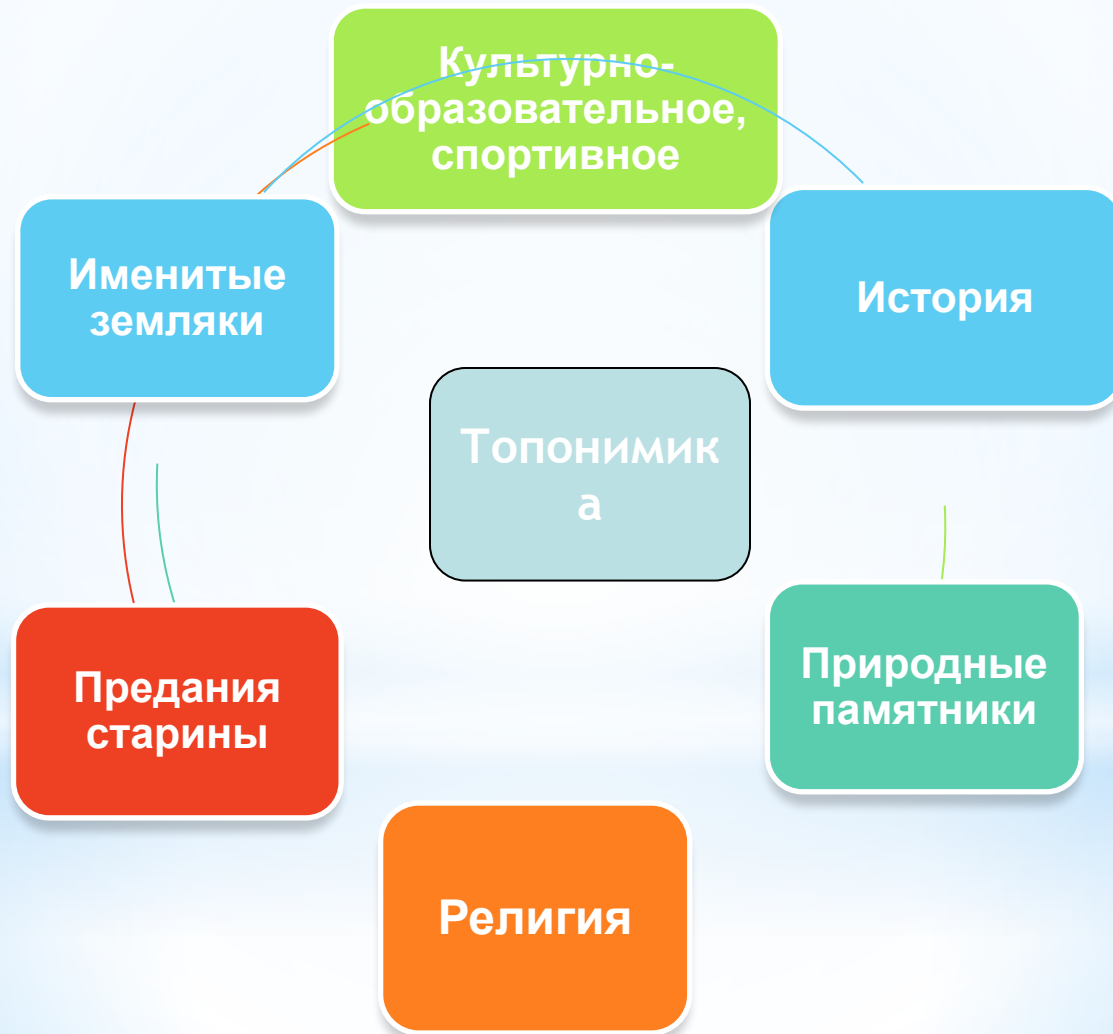 Культурно-
образовательное,
спортивное
Именитые
земляки
История
Топонимик
а
Предания
старины
Природные
памятники
Религия